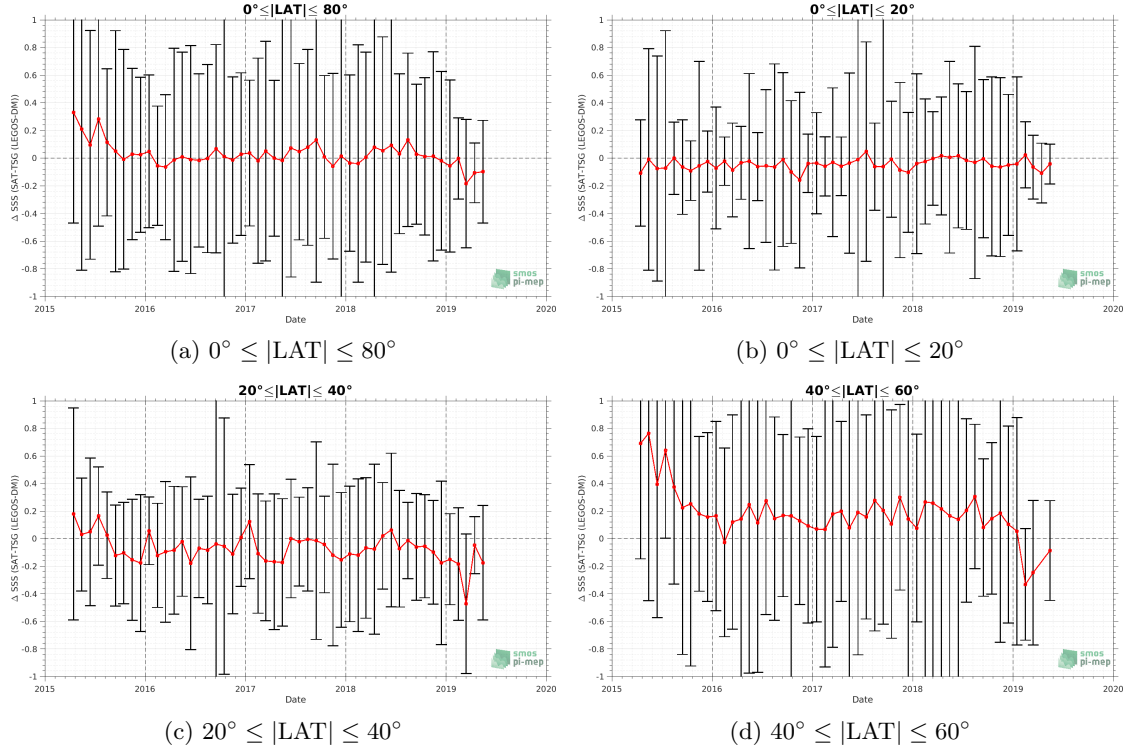 0°≤|LAT|≤ 80°
Δ SSS (SAT-TSG (LEGOS-DM))
1
0.8
0.6
0.4
0.2
0
-0.2
-0.4
-0.6
-0.8
-1
2015 2016 2017 2018 2019 2020
Date
smos
pi-mep
(a) 0° ≤ |LAT| ≤ 80°
0°≤|LAT|≤ 20°
Δ SSS (SAT-TSG (LEGOS-DM))
1
0.8
0.6
0.4
0.2
0
-0.2
-0.4
-0.6
-0.8
-1
2015 2016 2017 2018 2019 2020
Date
smos
pi-mep
(b) 0° ≤ |LAT| ≤ 20°
20°≤|LAT|≤ 40°
Δ SSS (SAT-TSG (LEGOS-DM))
1
0.8
0.6
0.4
0.2
0
-0.2
-0.4
-0.6
-0.8
-1
2015 2016 2017 2018 2019 2020
Date
smos
pi-mep
(c) 20° ≤ |LAT| ≤ 40°
40°≤|LAT|≤ 60°
Δ SSS (SAT-TSG (LEGOS-DM))
1
0.8
0.6
0.4
0.2
0
-0.2
-0.4
-0.6
-0.8
-1
2015 2016 2017 2018 2019 2020
Date
smos
pi-mep
(d) 40° ≤ |LAT| ≤ 60°